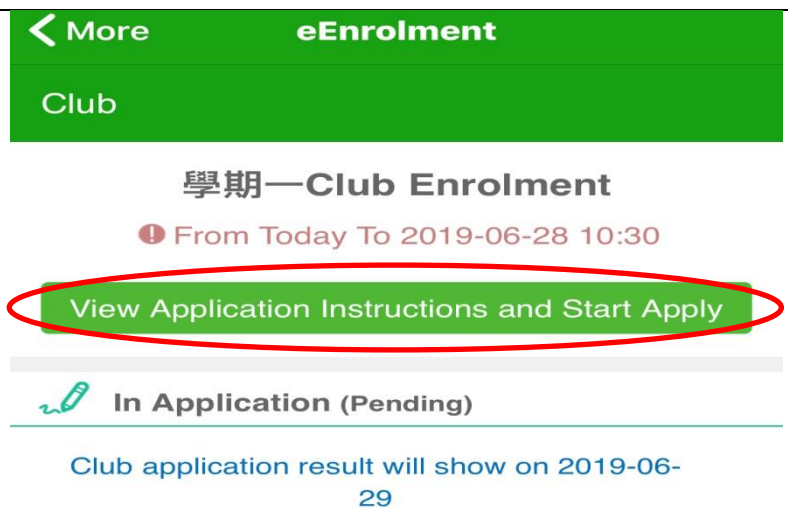 More eEnrolment
Club
學期一Club Enrolment
From Today To 2019-06-28 10:30
View Application Instructions and Start Apply
In Application (Pending)
Club application result will show on 2019-06-
29